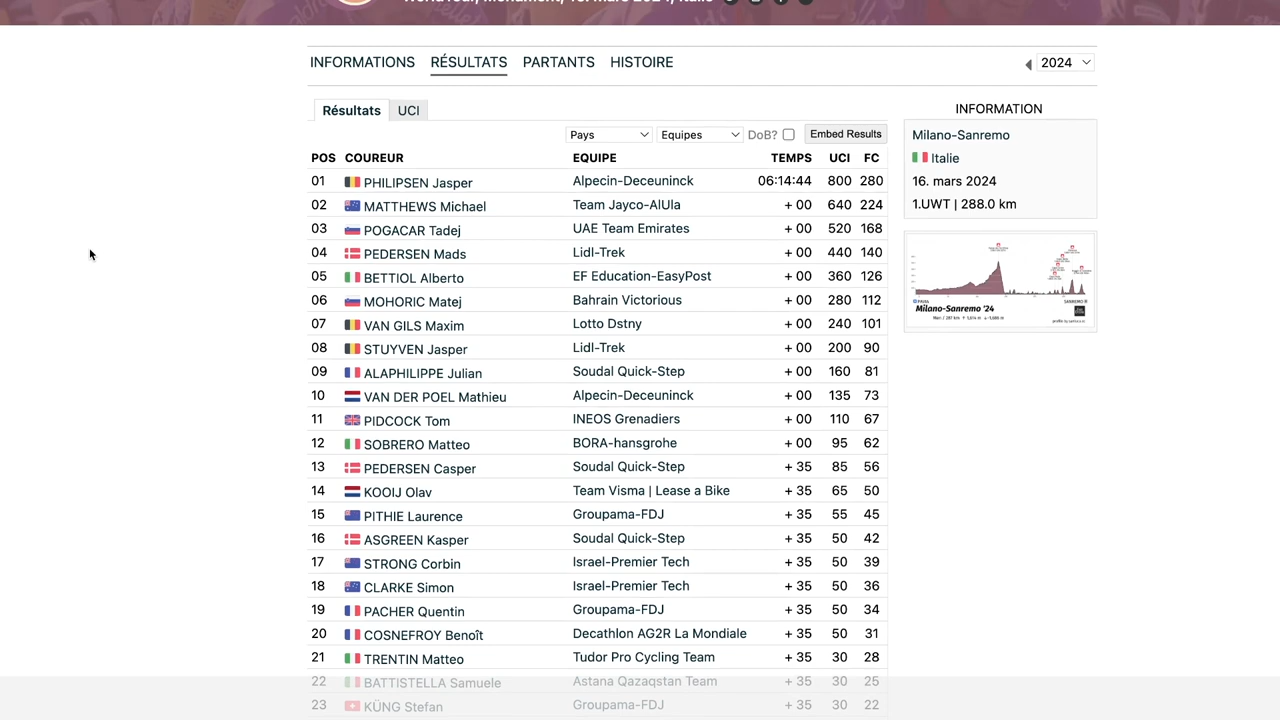 WorldTour, Monument, 16. mars 2024, Italie
INFORMATIONS RÉSULTATS PARTANTS HISTOIRE 2024
Résultats UCI
INFORMATION
Pays Equipes DoB? Embed Results
POS COUREUR EQUIPE TEMPS UCI FC
01 PHILIPSEN Jasper Alpecin-Deceuninck 06:14:44 800 280
02 MATTHEWS Michael Team Jayco-AlUla + 00 640 224
03 POGACAR Tadej UAE Team Emirates + 00 520 168
04 PEDERSEN Mads Lidl-Trek + 00 440 140
05 BETTIOL Alberto EF Education-EasyPost + 00 360 126
06 MOHORIC Matej Bahrain Victorious + 00 280 112
07 VAN GILS Maxim Lotto Dstny + 00 240 101
08 STUYVEN Jasper Lidl-Trek + 00 200 90
09 ALAPHILIPPE Julian Soudal Quick-Step + 00 160 81
10 VAN DER POEL Mathieu Alpecin-Deceuninck + 00 135 73
11 PIDCOCK Tom INEOS Grenadiers + 00 110 67
12 SOBRERO Matteo BORA-hansgrohe + 00 95 62
13 PEDERSEN Casper Soudal Quick-Step + 35 85 56
14 KOOIJ Olav Team Visma | Lease a Bike + 35 65 50
15 PITHIE Laurence Groupama-FDJ + 35 55 45
16 ASGREEN Kasper Soudal Quick-Step + 35 50 42
17 STRONG Corbin Israel-Premier Tech + 35 50 39
18 CLARKE Simon Israel-Premier Tech + 35 50 36
19 PACHER Quentin Groupama-FDJ + 35 50 34
20 COSNEFROY Benoît Decathlon AG2R La Mondiale + 35 50 31
21 TRENTIN Matteo Tudor Pro Cycling Team + 35 30 28
22 BATTISTELLA Samuele Astana Qazaqstan Team + 35 30 25
23 KÜNG Stefan Groupama-FDJ + 35 30 22
Milano-Sanremo
Italie
16. mars 2024
1.UWT | 288.0 km
Milano-Sanremo '24